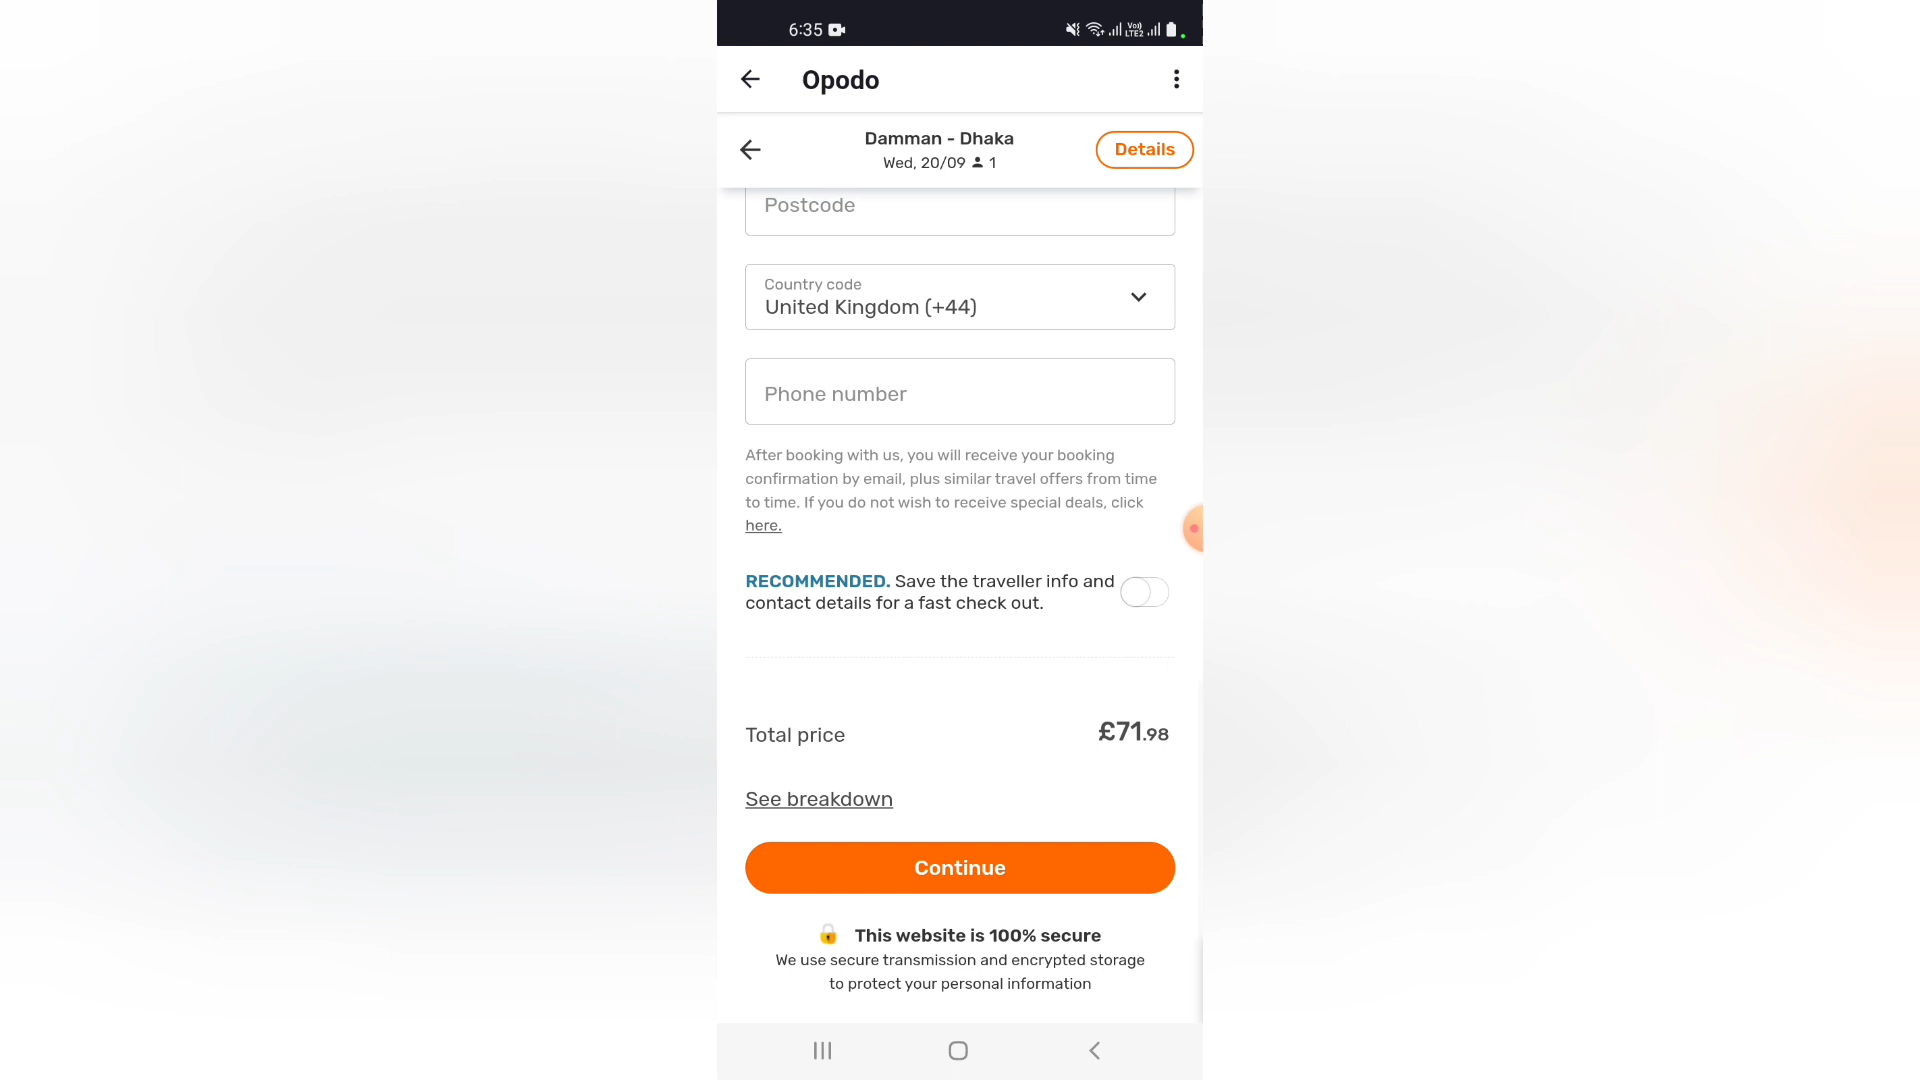 6:35
Vo))
LTE2
Opodo
Damman - Dhaka
Wed, 20/09 1
Details
Postcode
Country code
United Kingdom (+44)
Phone number
After booking with us, you will receive your booking
confirmation by email, plus similar travel offers from time
to time. If you do not wish to receive special deals, click
here.
RECOMMENDED. Save the traveller info and
contact details for a fast check out.
Total price £71.98
See breakdown
Continue
This website is 100% secure
We use secure transmission and encrypted storage
to protect your personal information